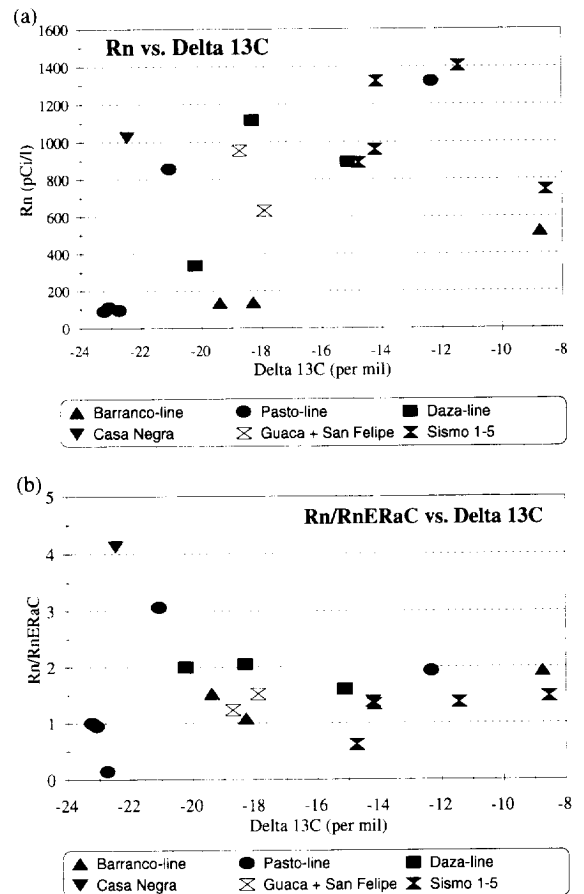 (a)
Rn vs. Delta 13C
1600
1400
1200
1000
800
600
400
200
0
Rn (pCi/l)
-24 -22 -20 -18 -16 -14 -12 -10 -8
Delta 13C (per mil)
Barranco-line Pasto-line Daza-line
Casa Negra Guaca + San Felipe Sismo 1-5
(b)
Rn/RnERaC vs. Delta 13C
5
4
3
2
1
0
Rn/RnERaC
-24 -22 -20 -18 -16 -14 -12 -10 -8
Delta 13C (per mil)
Barranco-line Pasto-line Daza-line
Casa Negra Guaca + San Felipe Sismo 1-5